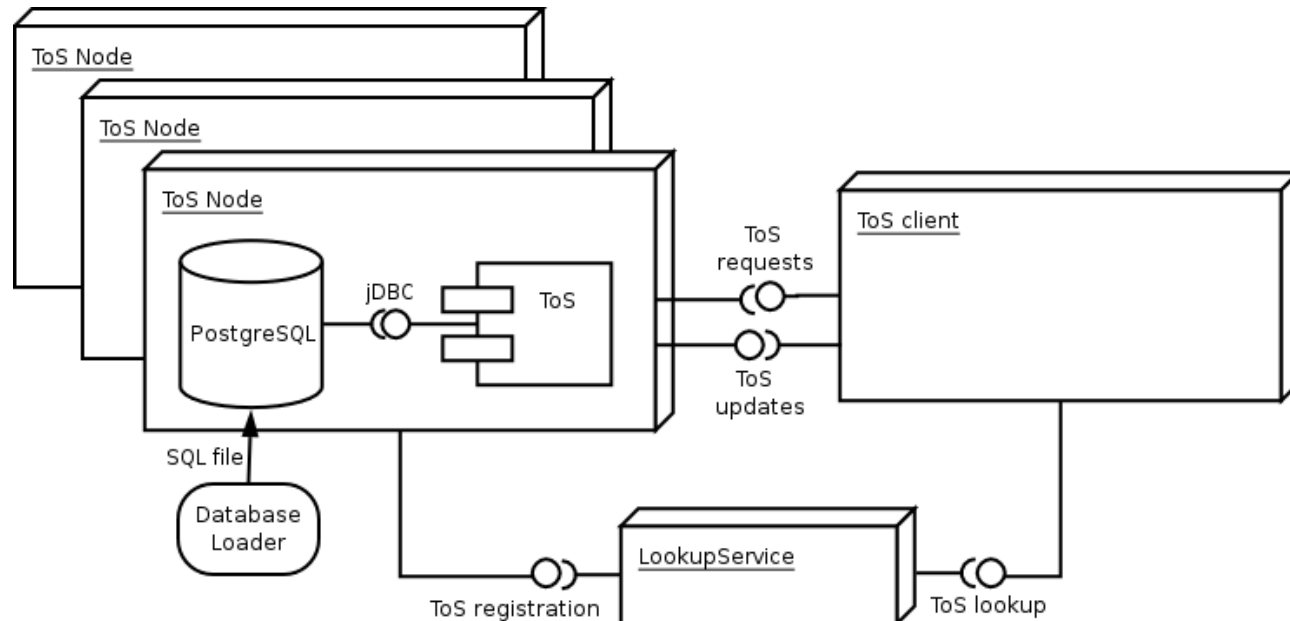 ToS Node
ToS Node
ToS Node
PostgreSQL
jDBC
ToS
ToS
requests
ToS
updates
ToS client
SQL file
Database
Loader
LookupService
ToS registration
ToS lookup